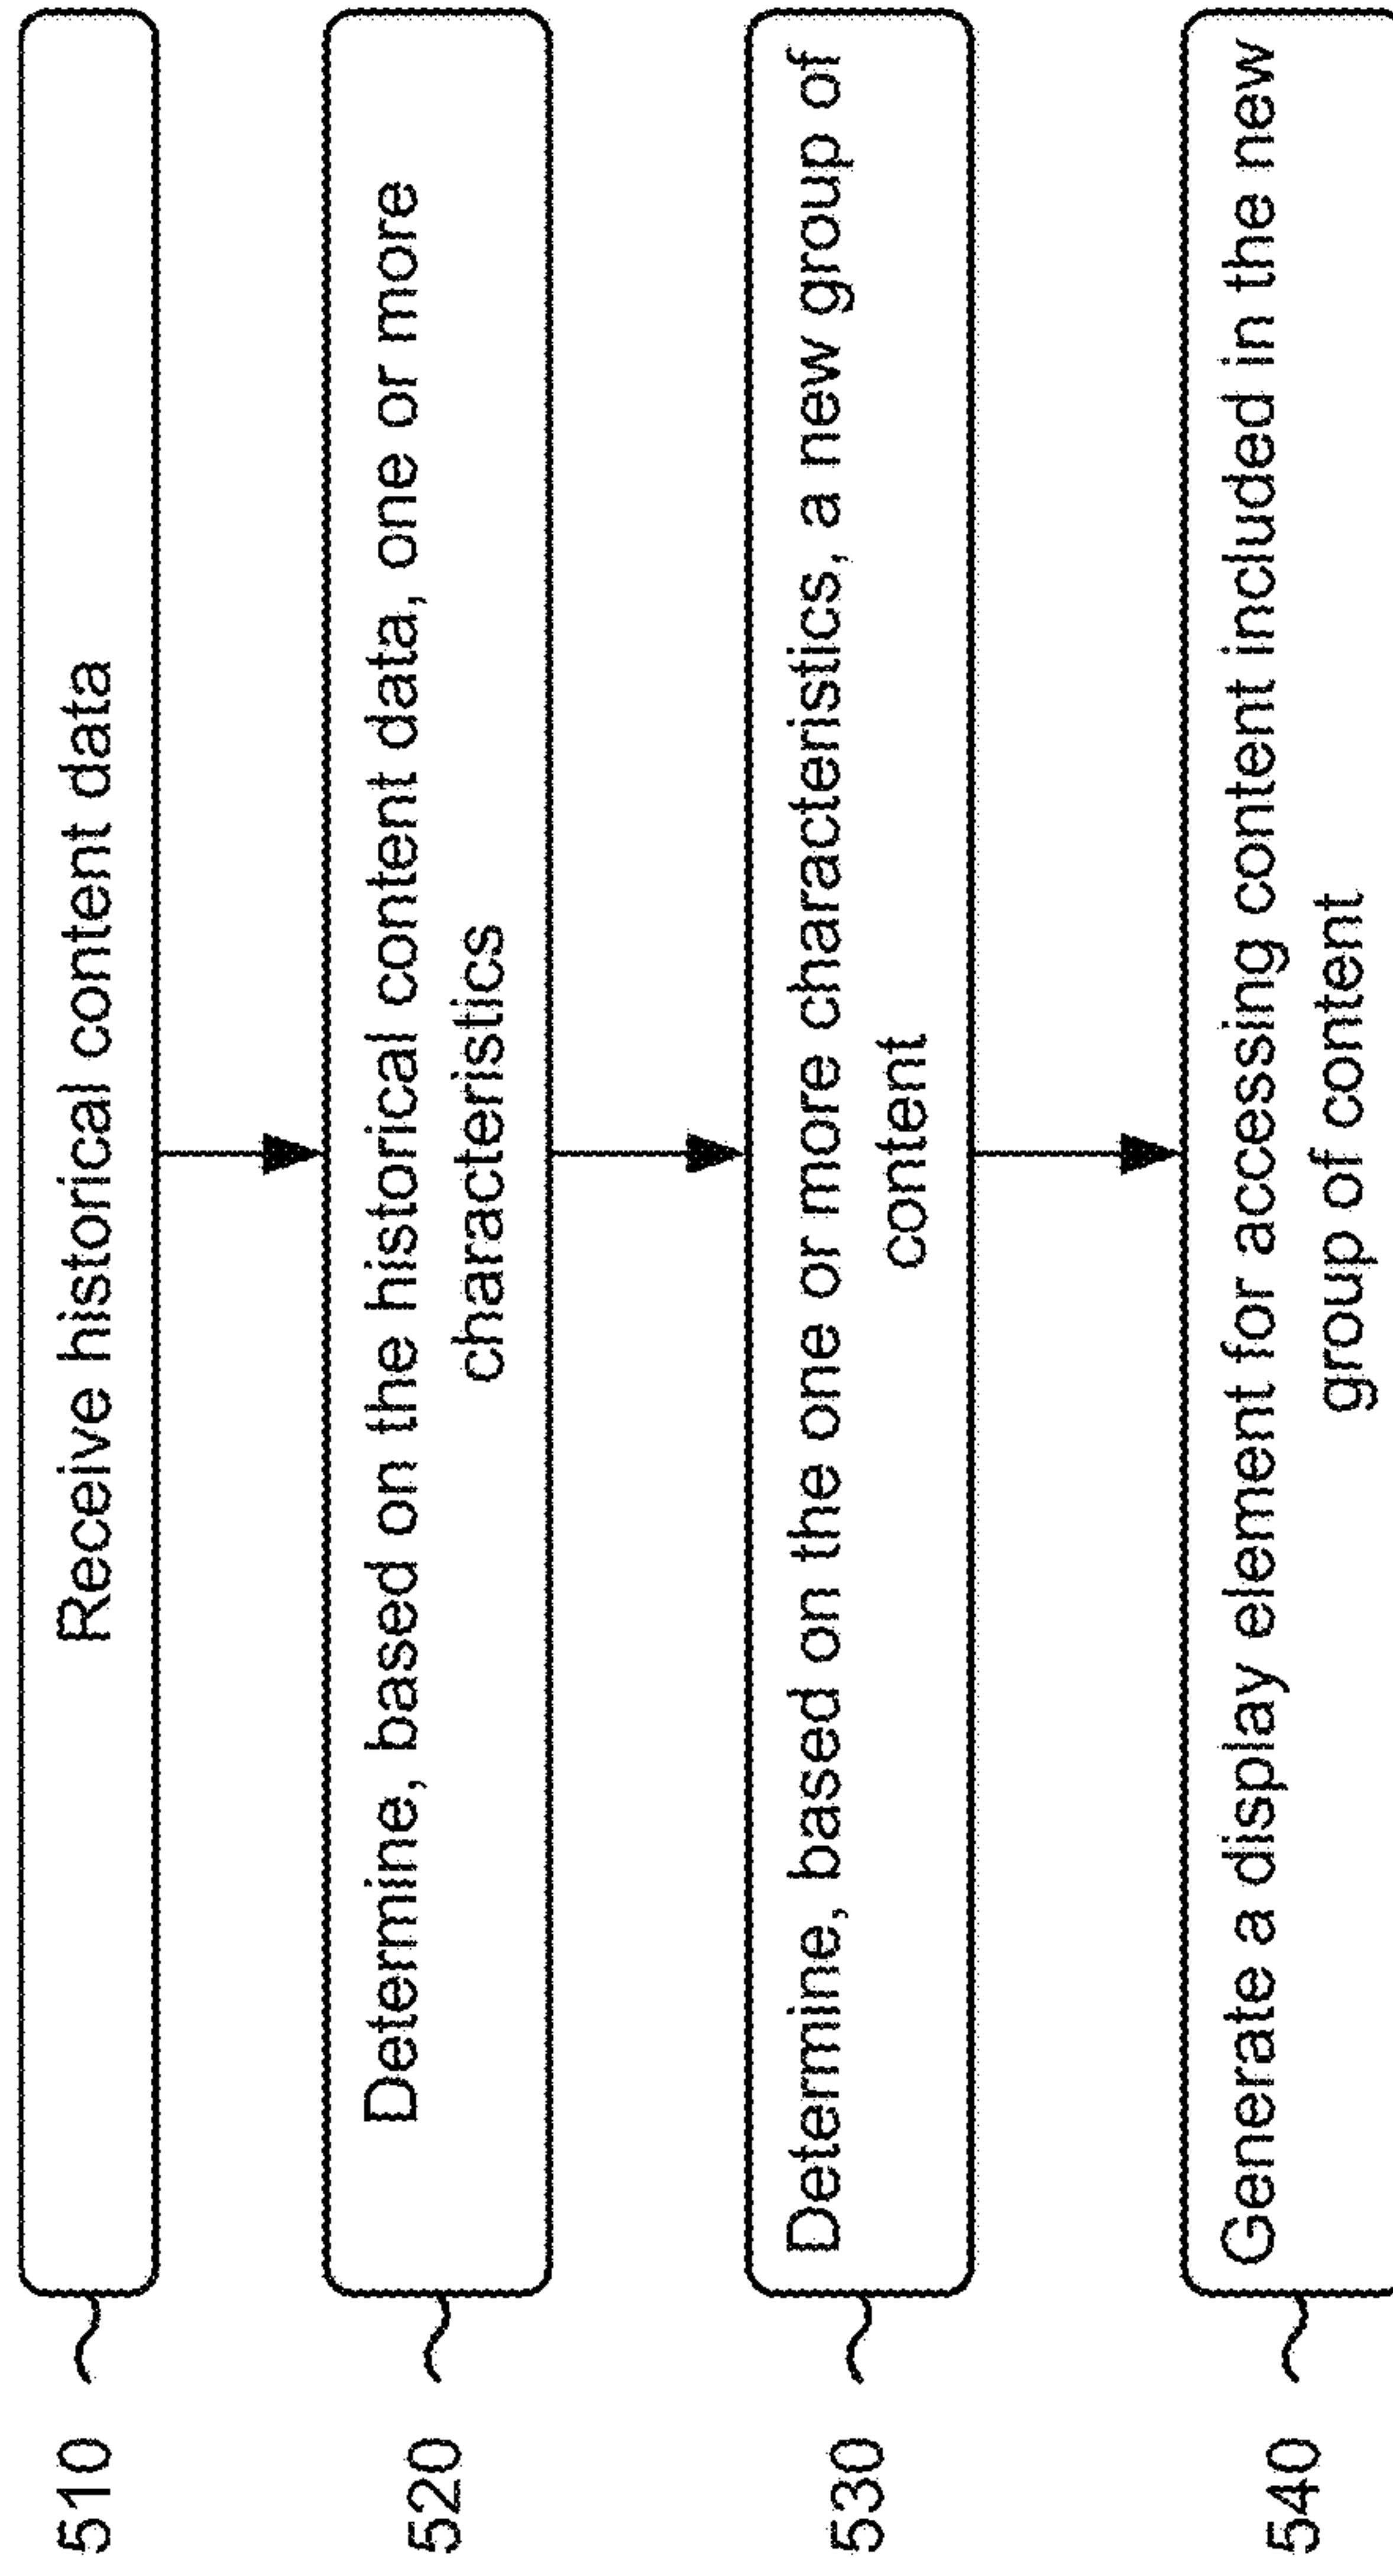 510
Receive historical content data
520
Determine, based on the historical content data, one or more
characteristics
530
Determine, based on the one or more characteristics, a new group of
content
540
Generate a display element for accessing content included in the new
group of content